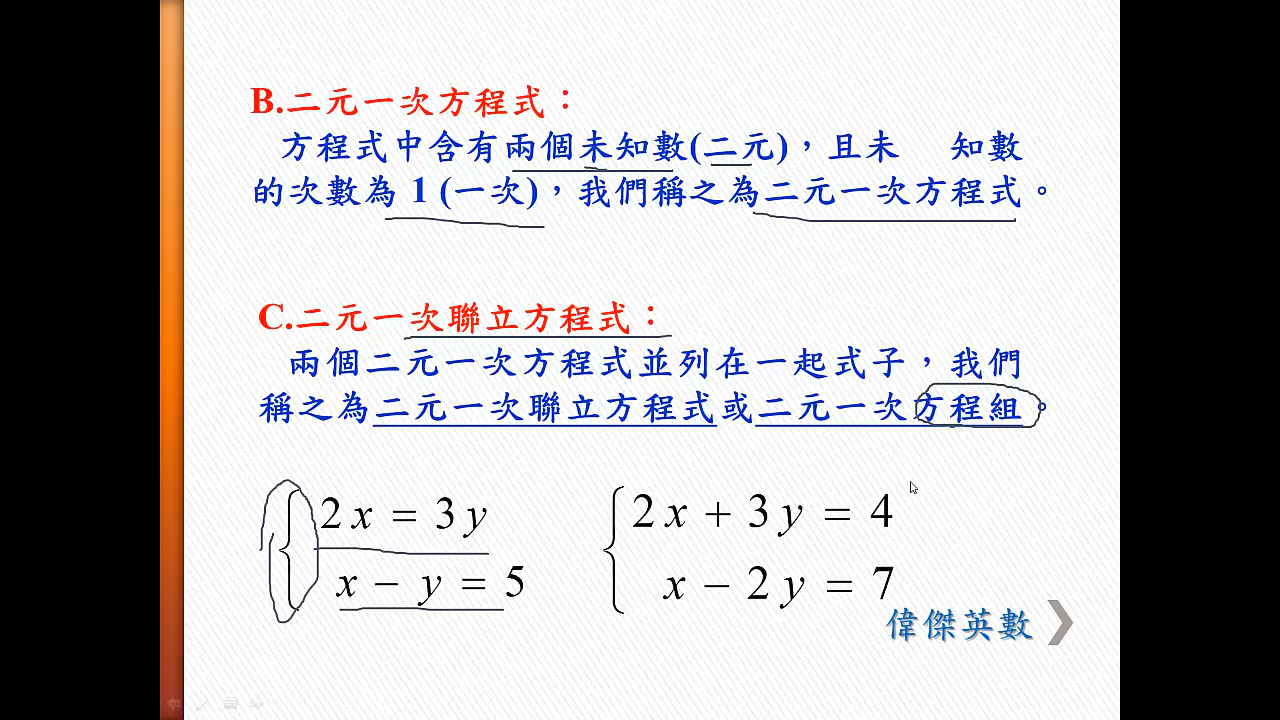 B.二元一次方程式：
方程式中含有兩個未知數(二元)，且未 知數
的次數為 1 (一次)，我們稱之為二元一次方程式。
C.二元一次聯立方程式：
兩個二元一次方程式並列在一起式子，我們
稱之為二元一次聯立方程式或二元一次方程組。
2x = 3y
x − y = 5
2x + 3y = 4
x − 2y = 7
偉傑英數